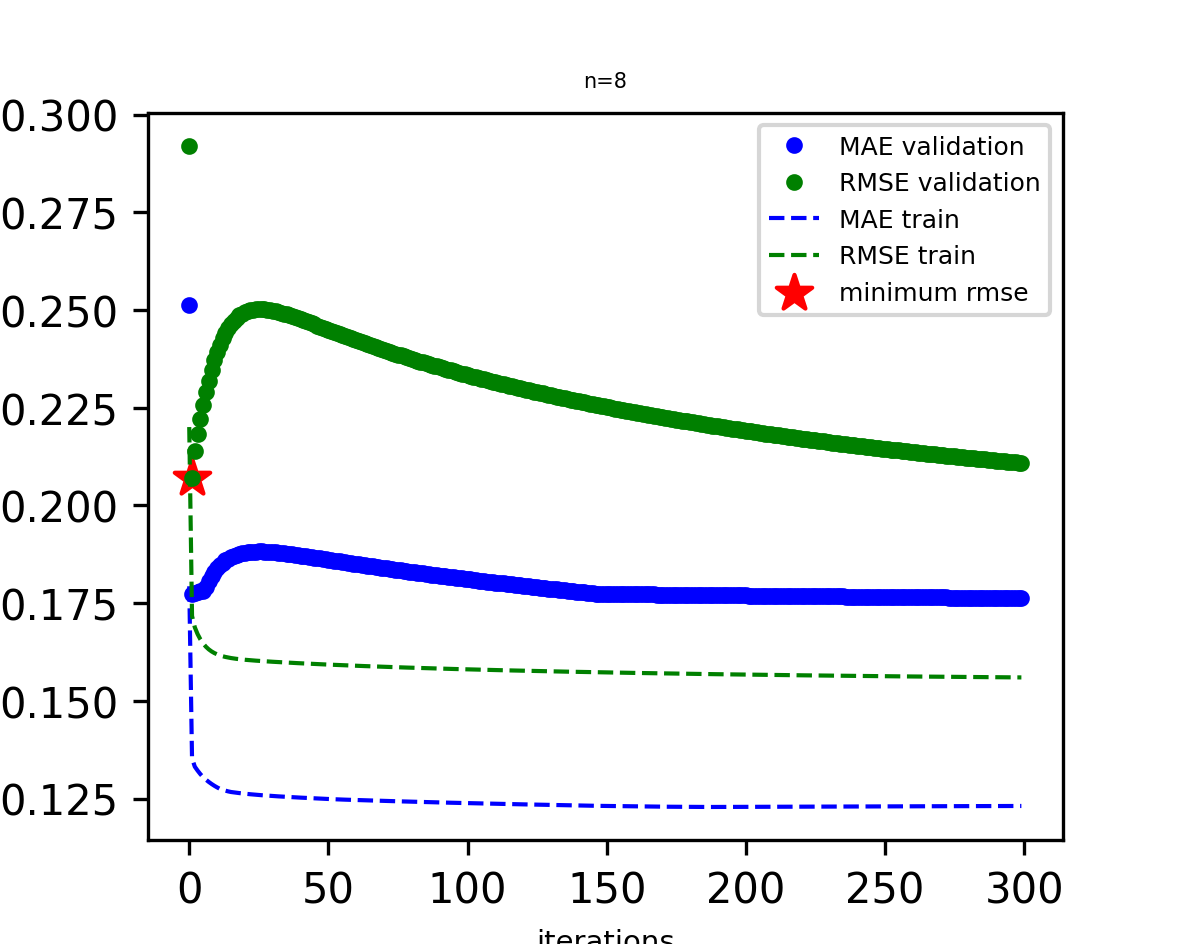 n=8
0.300
0.275
0.250
0.225
0.200
0.175
0.150
0.125
0
50
100
150
200
250
300
iterations
MAE validation
RMSE validation
MAE train
RMSE train
minimum rmse